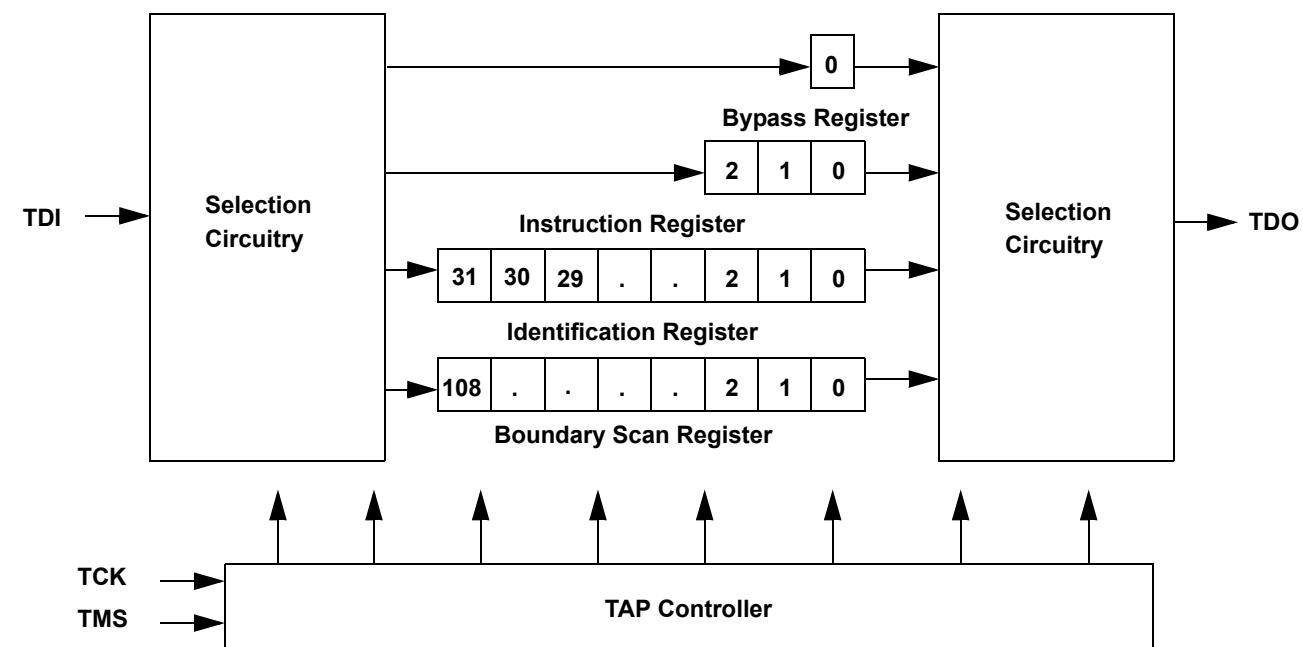 0
Bypass Register
2 1 0
TDI
Selection
Circuitry
Selection
Circuitry
TDO
Instruction Register
31 30 29 . . 2 1 0
Identification Register
108 . . . . 2 1 0
Boundary Scan Register
TCK
TMS
TAP Controller